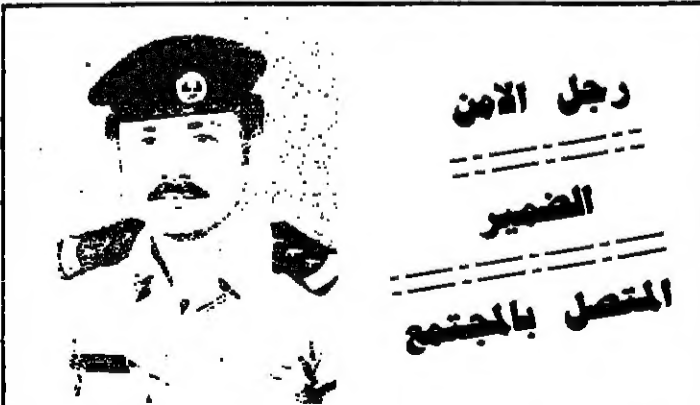 رجل الامن
الضمير
المتصل بالمجتمع